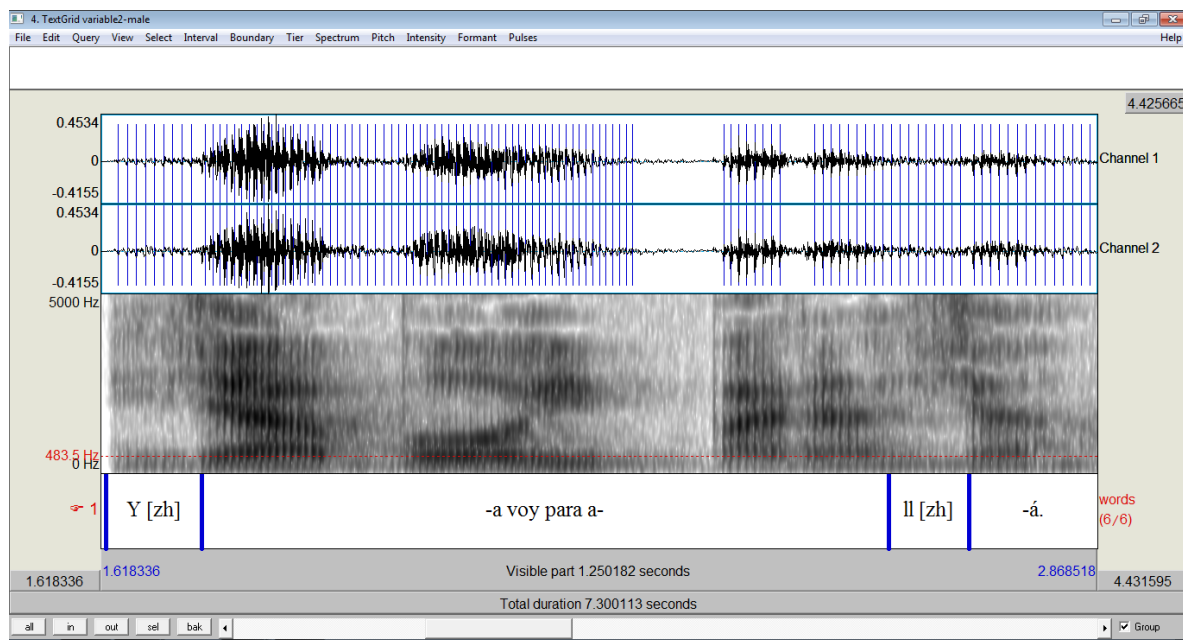 4. TextGrid variable2-male
File Edit Query View Select Interval Boundary Tier Spectrum Pitch Intensity Formant Pulses Help
4.425665
0.4534
0
-0.4155
Channel 1
0.4534
0
-0.4155
Channel 2
5000 Hz
483.5 Hz
0 Hz
☞ 1
Y [zh]
-a voy para a-
ll [zh]
-á.
words
(6/6)
1.618336
1.618336
Visible part 1.250182 seconds
2.868518
4.431595
Total duration 7.300113 seconds
all in out sel bak Group